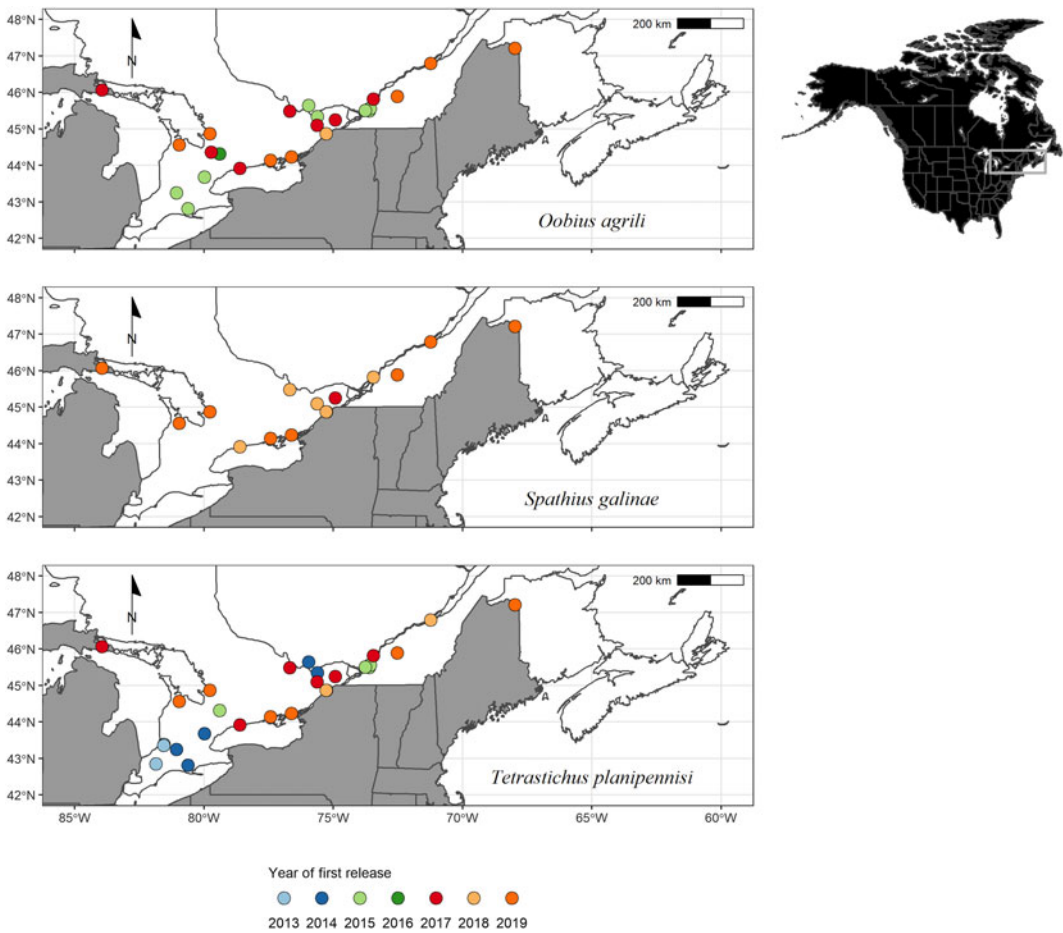 48°N
47°N
46°N
45°N
44°N
43°N
42°N
N
200 km
Oobius agrili
48°N
47°N
46°N
45°N
44°N
43°N
42°N
N
200 km
Spathius galinae
48°N
47°N
46°N
45°N
44°N
43°N
42°N
N
200 km
Tetrastichus planipennisi
85°W 80°W 75°W 70°W 65°W 60°W
Year of first release
2013 2014 2015 2016 2017 2018 2019